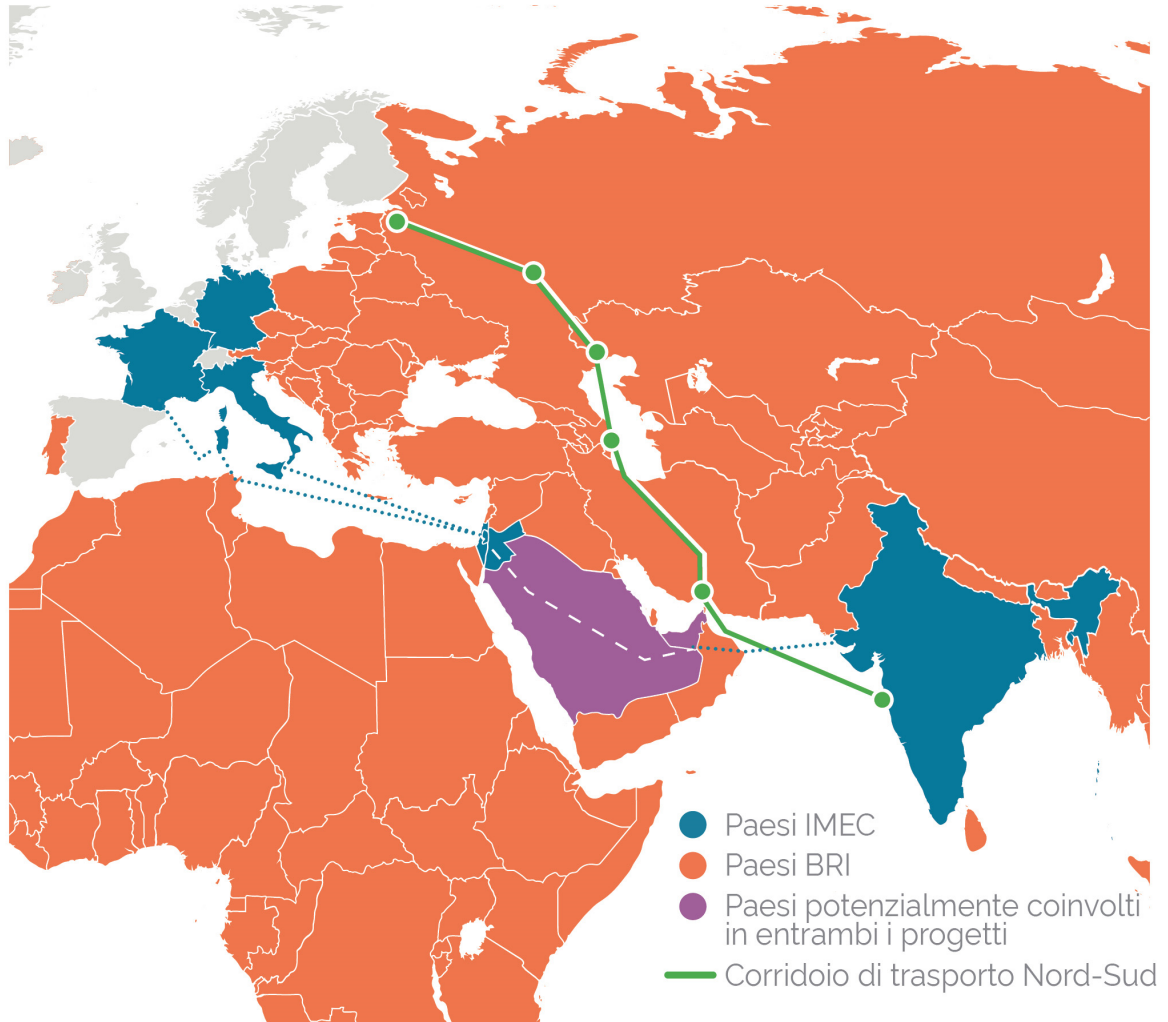 Paesi IMEC
Paesi BRI
Paesi potenzialmente coinvolti
in entrambi i progetti
Corridoio di trasporto Nord-Sud